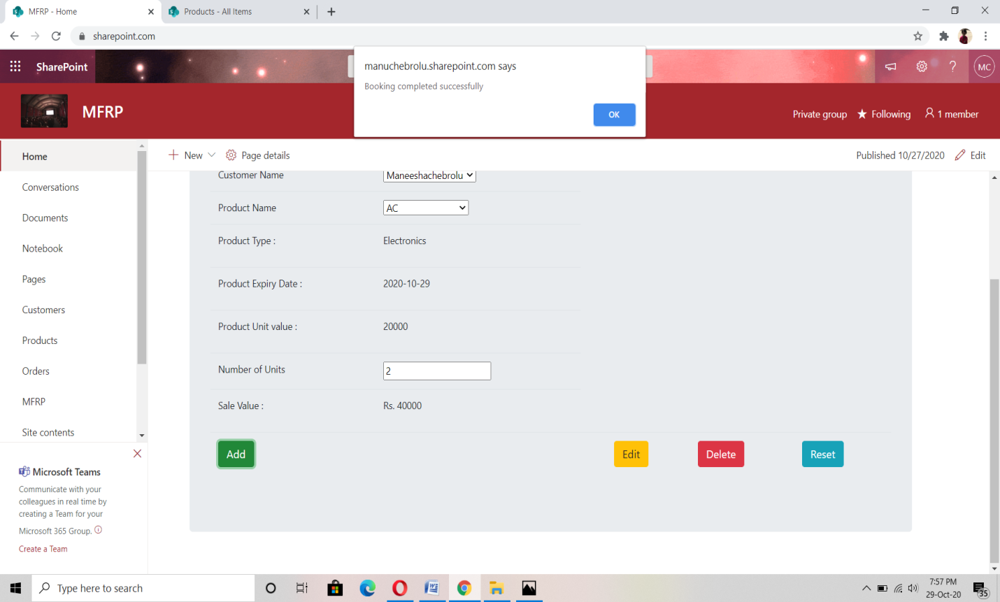 MFRP - Home
Products - All Items
sharepoint.com
SharePoint
MC
manuchebrolu.sharepoint.com says
Booking completed successfully
OK
MFRP
Private group
Following
1 member
Home
Conversations
Documents
Notebook
Pages
Customers
Products
Orders
MFRP
Site contents
New
Page details
Published 10/27/2020
Edit
Customer Name Maneeshachebrolu
Product Name AC
Product Type : Electronics
Product Expiry Date : 2020-10-29
Product Unit value : 20000
Number of Units 2
Sale Value : Rs. 40000
Add
Edit
Delete
Reset
Microsoft Teams
Communicate with your
colleagues in real time by
creating a Team for your
Microsoft 365 Group.
Create a Team
Type here to search
7:57 PM
29-Oct-20
35